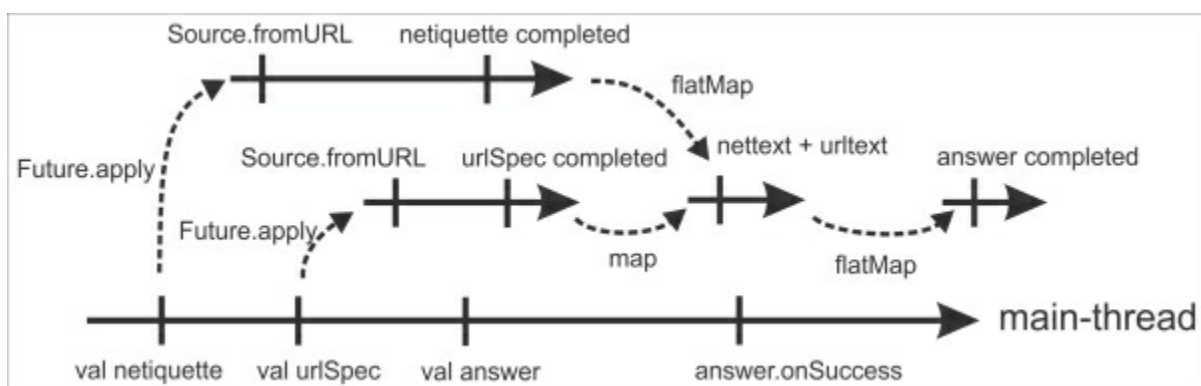 Source.fromURL netiquette completed
flatMap
Future.apply
Source.fromURL urlSpec completed nettext + urltext answer completed
Future.apply
map flatMap
main-thread
val netiquette val urlSpec val answer answer.onSuccess